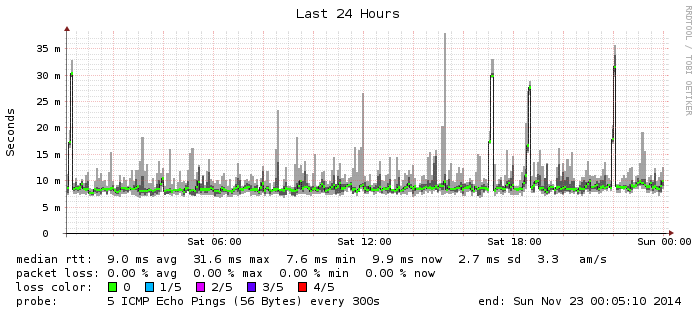 Last 24 Hours
RRDTOOL / TOBI OETIKER
Seconds
35 m
30 m
25 m
20 m
15 m
10 m
5 m
0
Sat 06:00 Sat 12:00 Sat 18:00 Sun 00:00
median rtt: 9.0 ms avg 31.6 ms max 7.6 ms min 9.9 ms now 2.7 ms sd 3.3 am/s
packet loss: 0.00 % avg 0.00 % max 0.00 % min 0.00 % now
loss color: 0 1/5 2/5 3/5 4/5
probe: 5 ICMP Echo Pings (56 Bytes) every 300s end: Sun Nov 23 00:05:10 2014